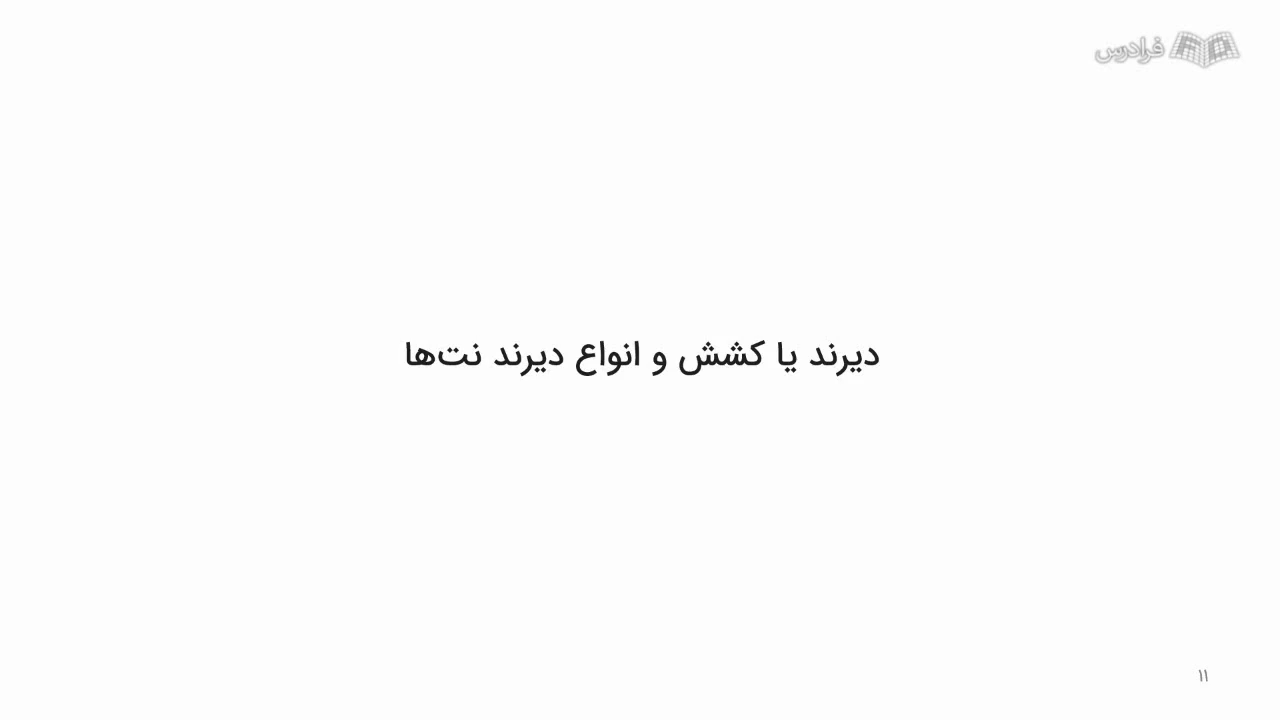 فرادرس
دیرند یا کشش و انواع دیرند نت‌ها
۱۱